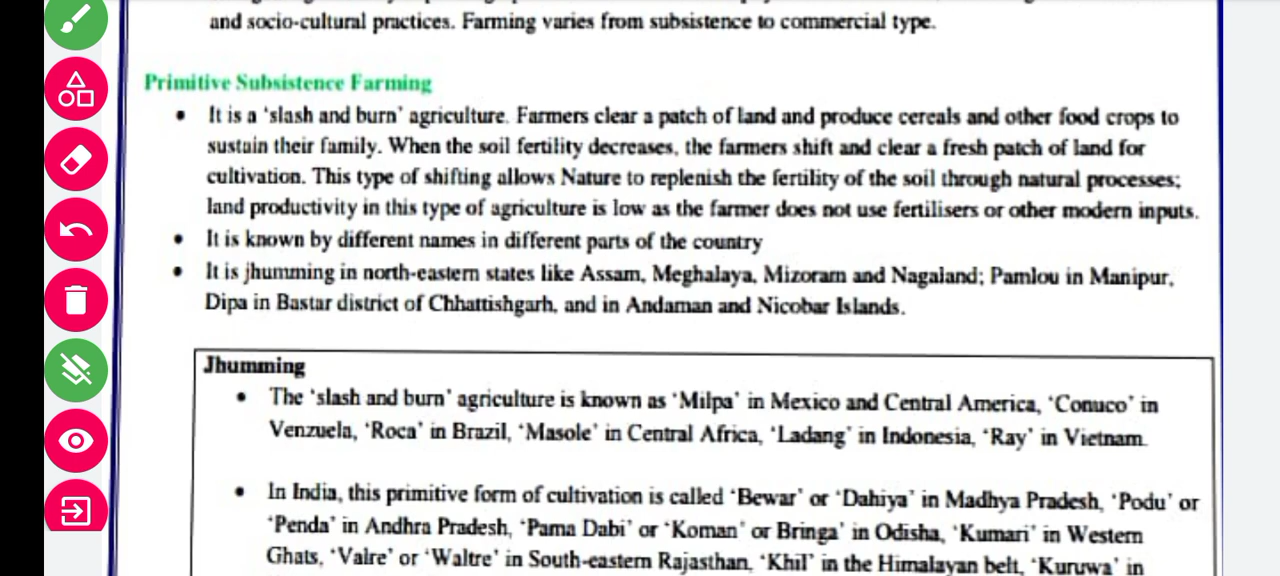 and socio-cultural practices. Farming varies from subsistence to commercial type.
Primitive Subsistence Farming
• It is a ‘slash and burn’ agriculture. Farmers clear a patch of land and produce cereals and other food crops to
sustain their family. When the soil fertility decreases, the farmers shift and clear a fresh patch of land for
cultivation. This type of shifting allows Nature to replenish the fertility of the soil through natural processes;
land productivity in this type of agriculture is low as the farmer does not use fertilisers or other modern inputs.
• It is known by different names in different parts of the country
• It is jhumming in north-eastern states like Assam, Meghalaya, Mizoram and Nagaland; Pamlou in Manipur,
Dipa in Bastar district of Chhattishgarh, and in Andaman and Nicobar Islands.
Jhumming
• The ‘slash and burn’ agriculture is known as ‘Milpa’ in Mexico and Central America, ‘Conuco’ in
Venzuela, ‘Roca’ in Brazil, ‘Masole’ in Central Africa, ‘Ladang’ in Indonesia, ‘Ray’ in Vietnam.
• In India, this primitive form of cultivation is called ‘Bewar’ or ‘Dahiya’ in Madhya Pradesh, ‘Podu’ or
‘Penda’ in Andhra Pradesh, ‘Pama Dabi’ or ‘Koman’ or Bringa’ in Odisha, ‘Kumari’ in Western
Ghats, ‘Valre’ or ‘Waltre’ in South-eastern Rajasthan, ‘Khil’ in the Himalayan belt, ‘Kuruwa’ in